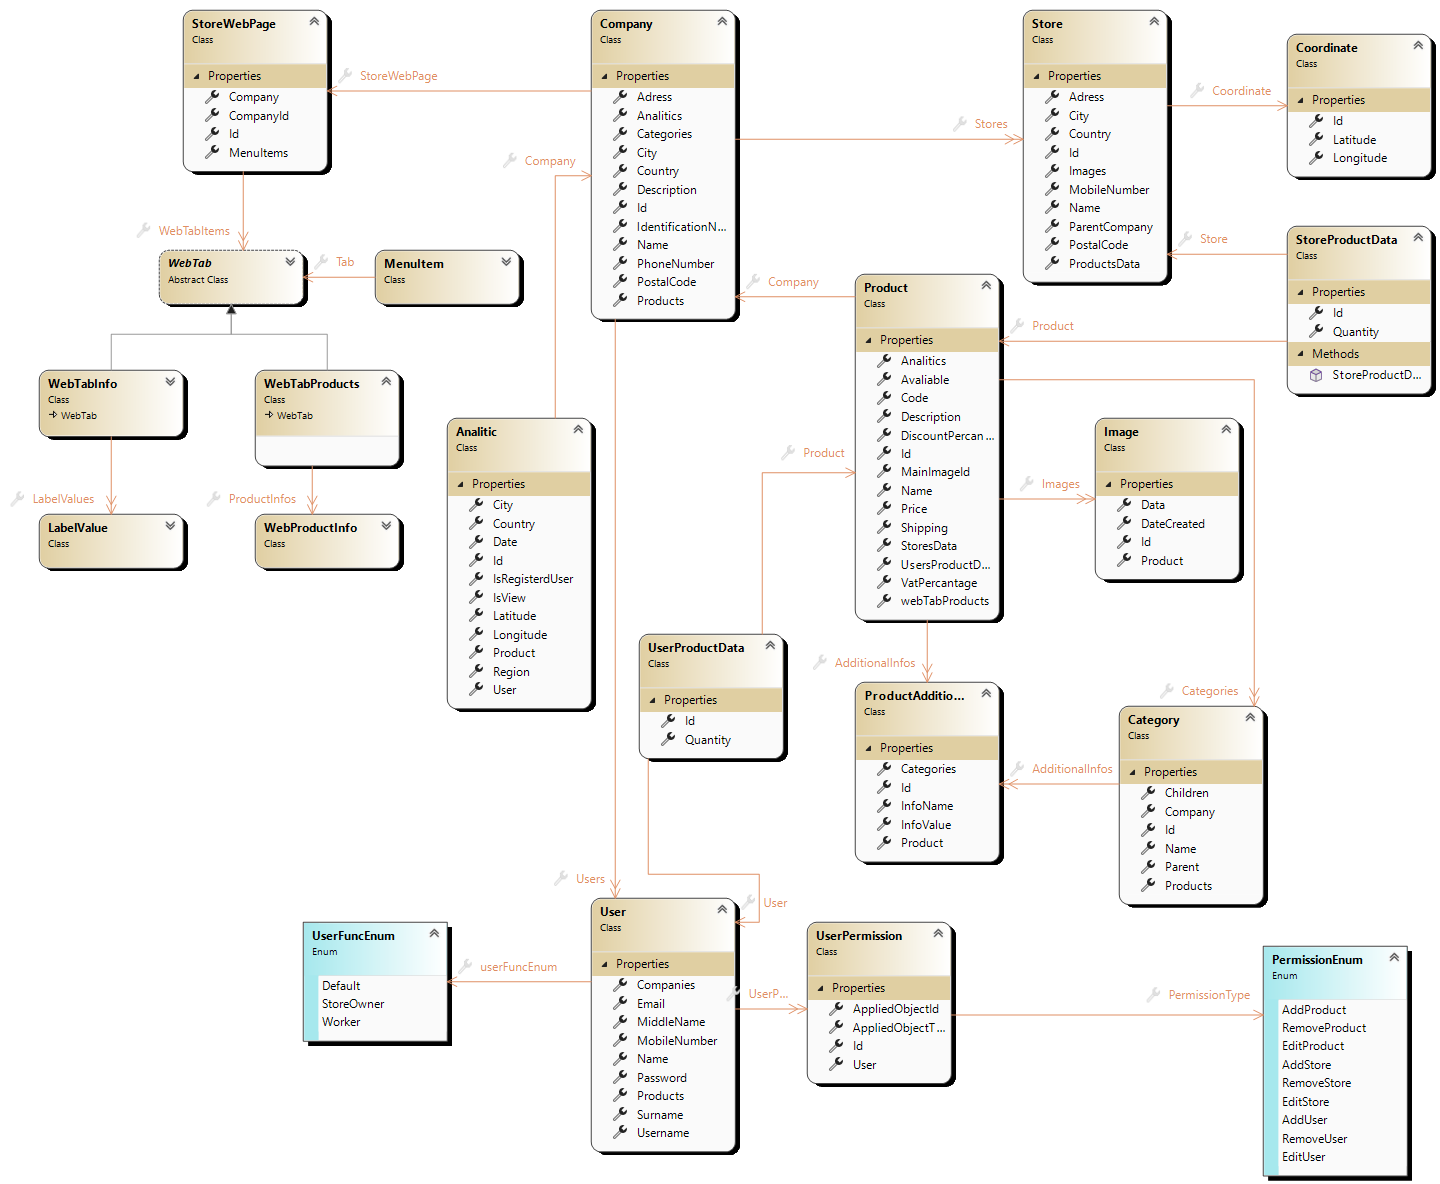 StoreWebPage
Class
Properties
Company
CompanyId
Id
MenuItems
StoreWebPage
Company
Class
Properties
Adress
Analitics
Categories
City
Country
Description
Id
IdentificationN...
Name
PhoneNumber
PostalCode
Products
Stores
Store
Class
Properties
Adress
City
Country
Id
Images
MobileNumber
Name
ParentCompany
PostalCode
ProductsData
Coordinate
Coordinate
Class
Properties
Id
Latitude
Longitude
Company
WebTabItems
WebTab
Abstract Class
Tab
MenuItem
Class
Store
StoreProductData
Class
Properties
Id
Quantity
Methods
StoreProductD...
Company
Product
Product
Class
Properties
Analitics
Avaliable
Code
Description
DiscountPercan...
Id
MainImageId
Name
Price
Shipping
StoresData
UsersProductD...
VatPercantage
webTabProducts
WebTabInfo
Class
WebTab
WebTabProducts
Class
WebTab
LabelValues
ProductInfos
LabelValue
Class
WebProductInfo
Class
Analitic
Class
Properties
City
Country
Date
Id
IsRegisterdUser
IsView
Latitude
Longitude
Product
Region
User
Product
Images
Image
Class
Properties
Data
DateCreated
Id
Product
UserProductData
Class
Properties
Id
Quantity
AdditionalInfos
Categories
ProductAdditio...
Class
Properties
Categories
Id
InfoName
InfoValue
Product
AdditionalInfos
Category
Class
Properties
Children
Company
Id
Name
Parent
Products
Users
User
User
Class
Properties
Companies
Email
MiddleName
MobileNumber
Name
Password
Products
Surname
Username
UserFuncEnum
Enum
Default
StoreOwner
Worker
userFuncEnum
UserP...
UserPermission
Class
Properties
AppliedObjectId
AppliedObjectT...
Id
User
PermissionType
PermissionEnum
Enum
AddProduct
RemoveProduct
EditProduct
AddStore
RemoveStore
EditStore
AddUser
RemoveUser
EditUser